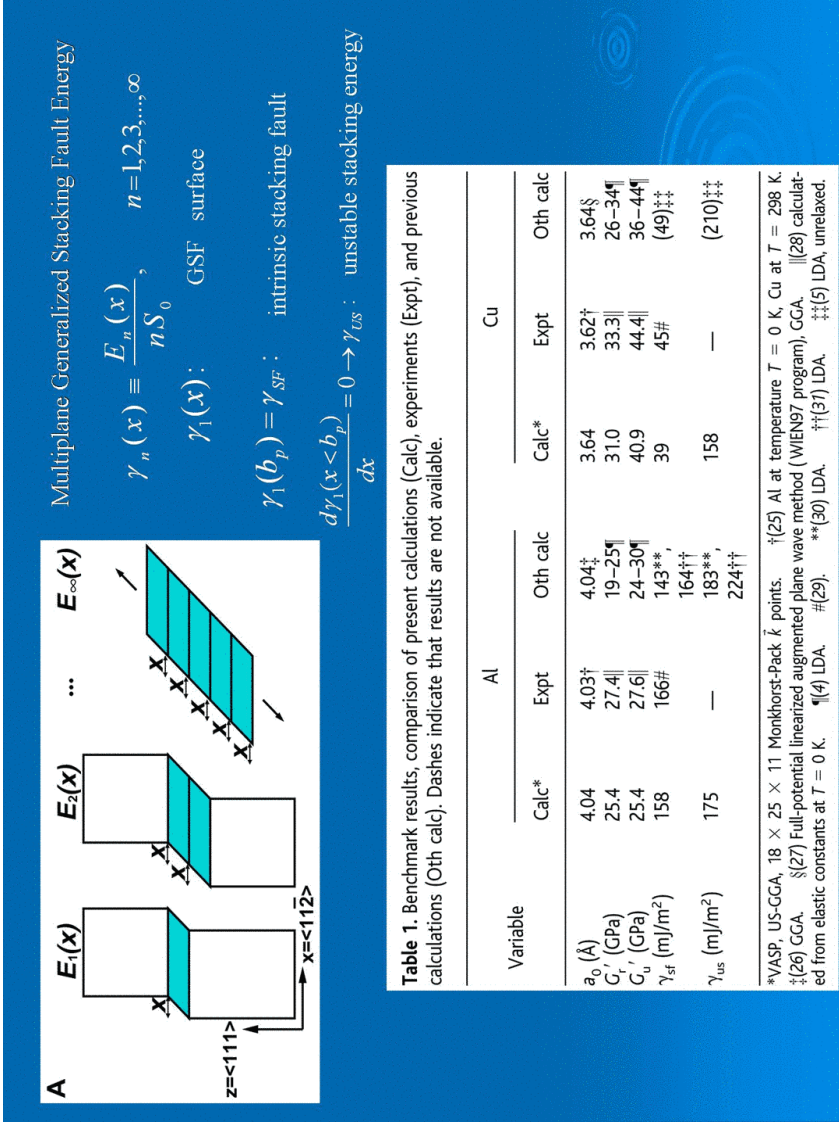 Multiplane Generalized Stacking Fault Energy
A
E₁(x) E₂(x) ... E∞(x)
x x x x x x x x
z=<111>
x=<112̅>
γₙ(x) ≡ Eₙ(x) / nS₀ , n=1,2,3,...,∞
γ₁(x): GSF surface
γ₁(bₚ) = γ_SF : intrinsic stacking fault
dγ₁(x < bₚ) / dx = 0 → γ_US : unstable stacking energy
Table 1. Benchmark results, comparison of present calculations (Calc), experiments (Expt), and previous
calculations (Oth calc). Dashes indicate that results are not available.
Variable Al Cu
Calc* Expt Oth calc Calc* Expt Oth calc
a₀ (Å) 4.04 4.03† 4.04‡ 3.64 3.62† 3.64§
Gᵣ′ (GPa) 25.4 27.4‖ 19–25¶ 31.0 33.3‖ 26–34¶
Gᵤ′ (GPa) 25.4 27.6‖ 24–30¶ 40.9 44.4‖ 36–44¶
γsf (mJ/m²) 158 166# 143**, 39 45# (49)‡‡
164††
γus (mJ/m²) 175 — 183**, 158 — (210)‡‡
224††
*VASP, US-GGA, 18 × 25 × 11 Monkhorst-Pack k⃗ points. †(25) Al at temperature T = 0 K, Cu at T = 298 K.
‡(26) GGA. §(27) Full-potential linearized augmented plane wave method (WIEN97 program), GGA. ‖(28) calculat-
ed from elastic constants at T = 0 K. ¶(4) LDA. #(29). **(30) LDA. ††(31) LDA. ‡‡(5) LDA, unrelaxed.